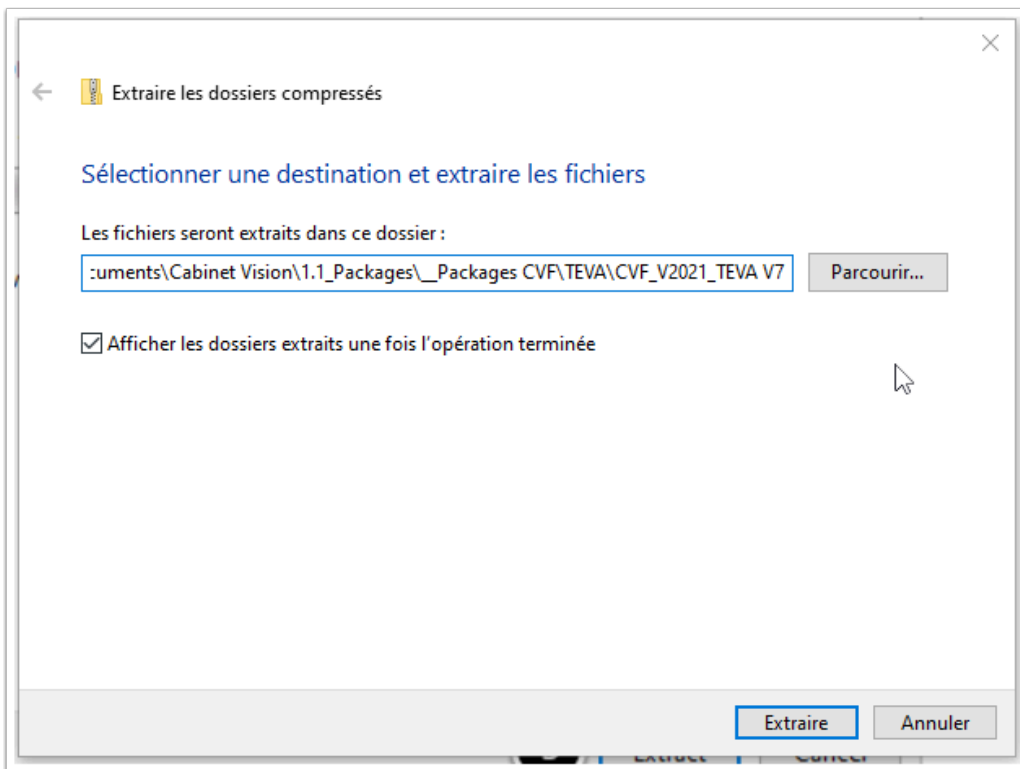 Extraire les dossiers compressés
Sélectionner une destination et extraire les fichiers
Les fichiers seront extraits dans ce dossier :
:uments\Cabinet Vision\1.1_Packages\__Packages CVF\TEVA\CVF_V2021_TEVA V7
Parcourir...
Afficher les dossiers extraits une fois l’opération terminée
Extraire
Annuler
Extract
Cancel